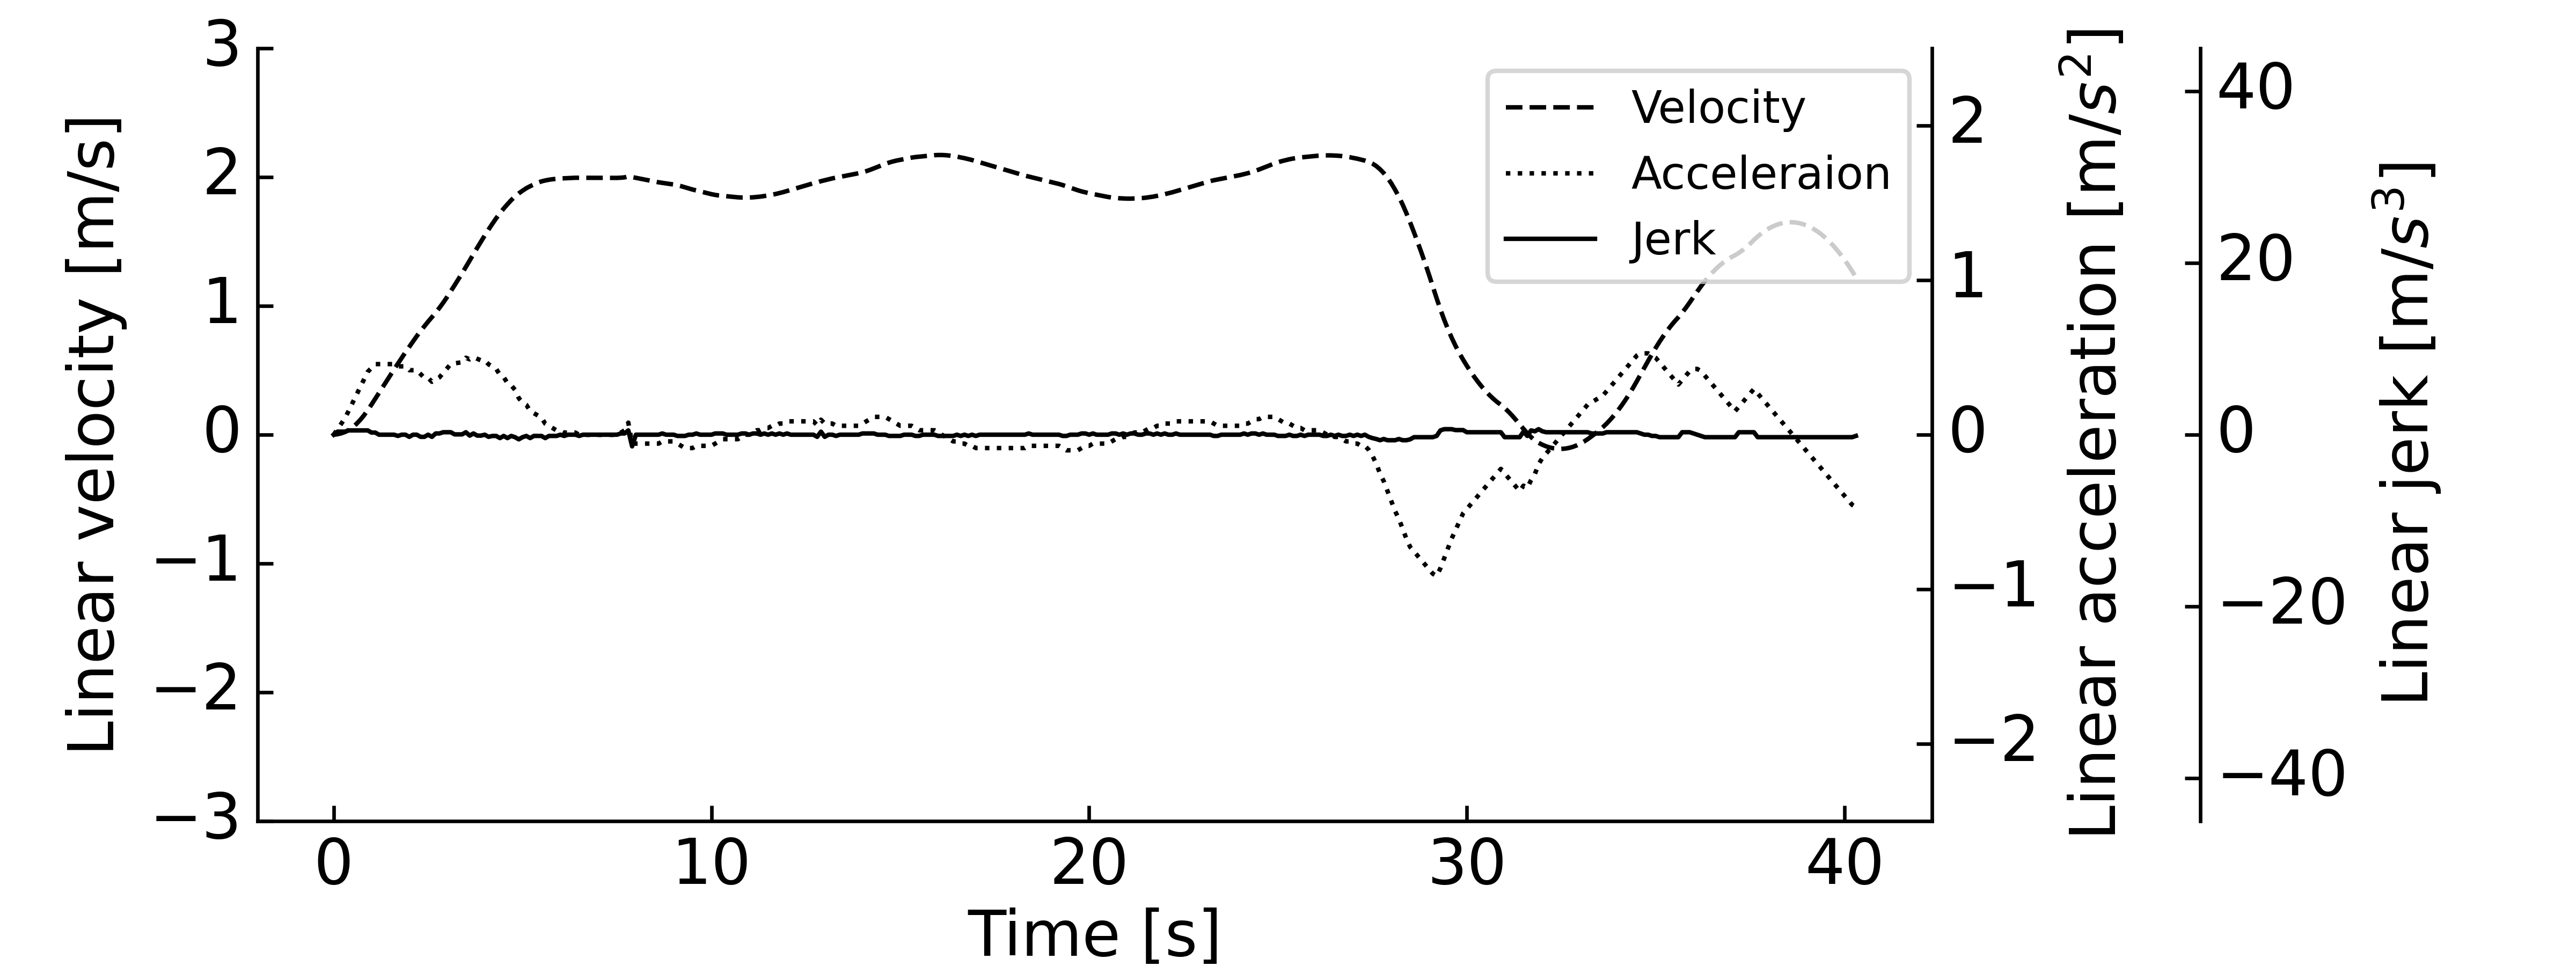 Linear velocity [m/s]
3
2
1
0
−1
−2
−3
0 10 20 30 40
Time [s]
Velocity
Acceleraion
Jerk
2
1
0
−1
−2
Linear acceleration [m/s²]
40
20
0
−20
−40
Linear jerk [m/s³]